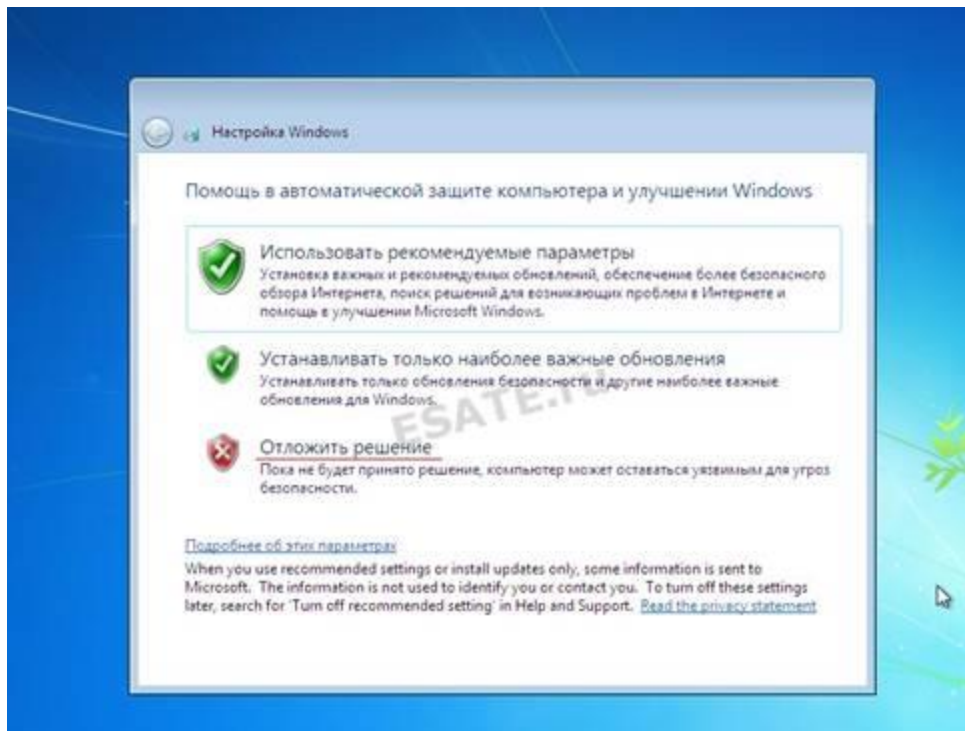 Настройка Windows
Помощь в автоматической защите компьютера и улучшении Windows
Использовать рекомендуемые параметры
Установка важных и рекомендуемых обновлений, обеспечение более безопасного
обзора Интернета, поиск решений для возникающих проблем в Интернете и
помощь в улучшении Microsoft Windows.
Устанавливать только наиболее важные обновления
Устанавливать только обновления безопасности и другие наиболее важные
обновления для Windows.
ESATE.ru
Отложить решение
Пока не будет принято решение, компьютер может оставаться уязвимым для угроз
безопасности.
Подробнее об этих параметрах
When you use recommended settings or install updates only, some information is sent to
Microsoft. The information is not used to identify you or contact you. To turn off these settings
later, search for 'Turn off recommended setting' in Help and Support. Read the privacy statement